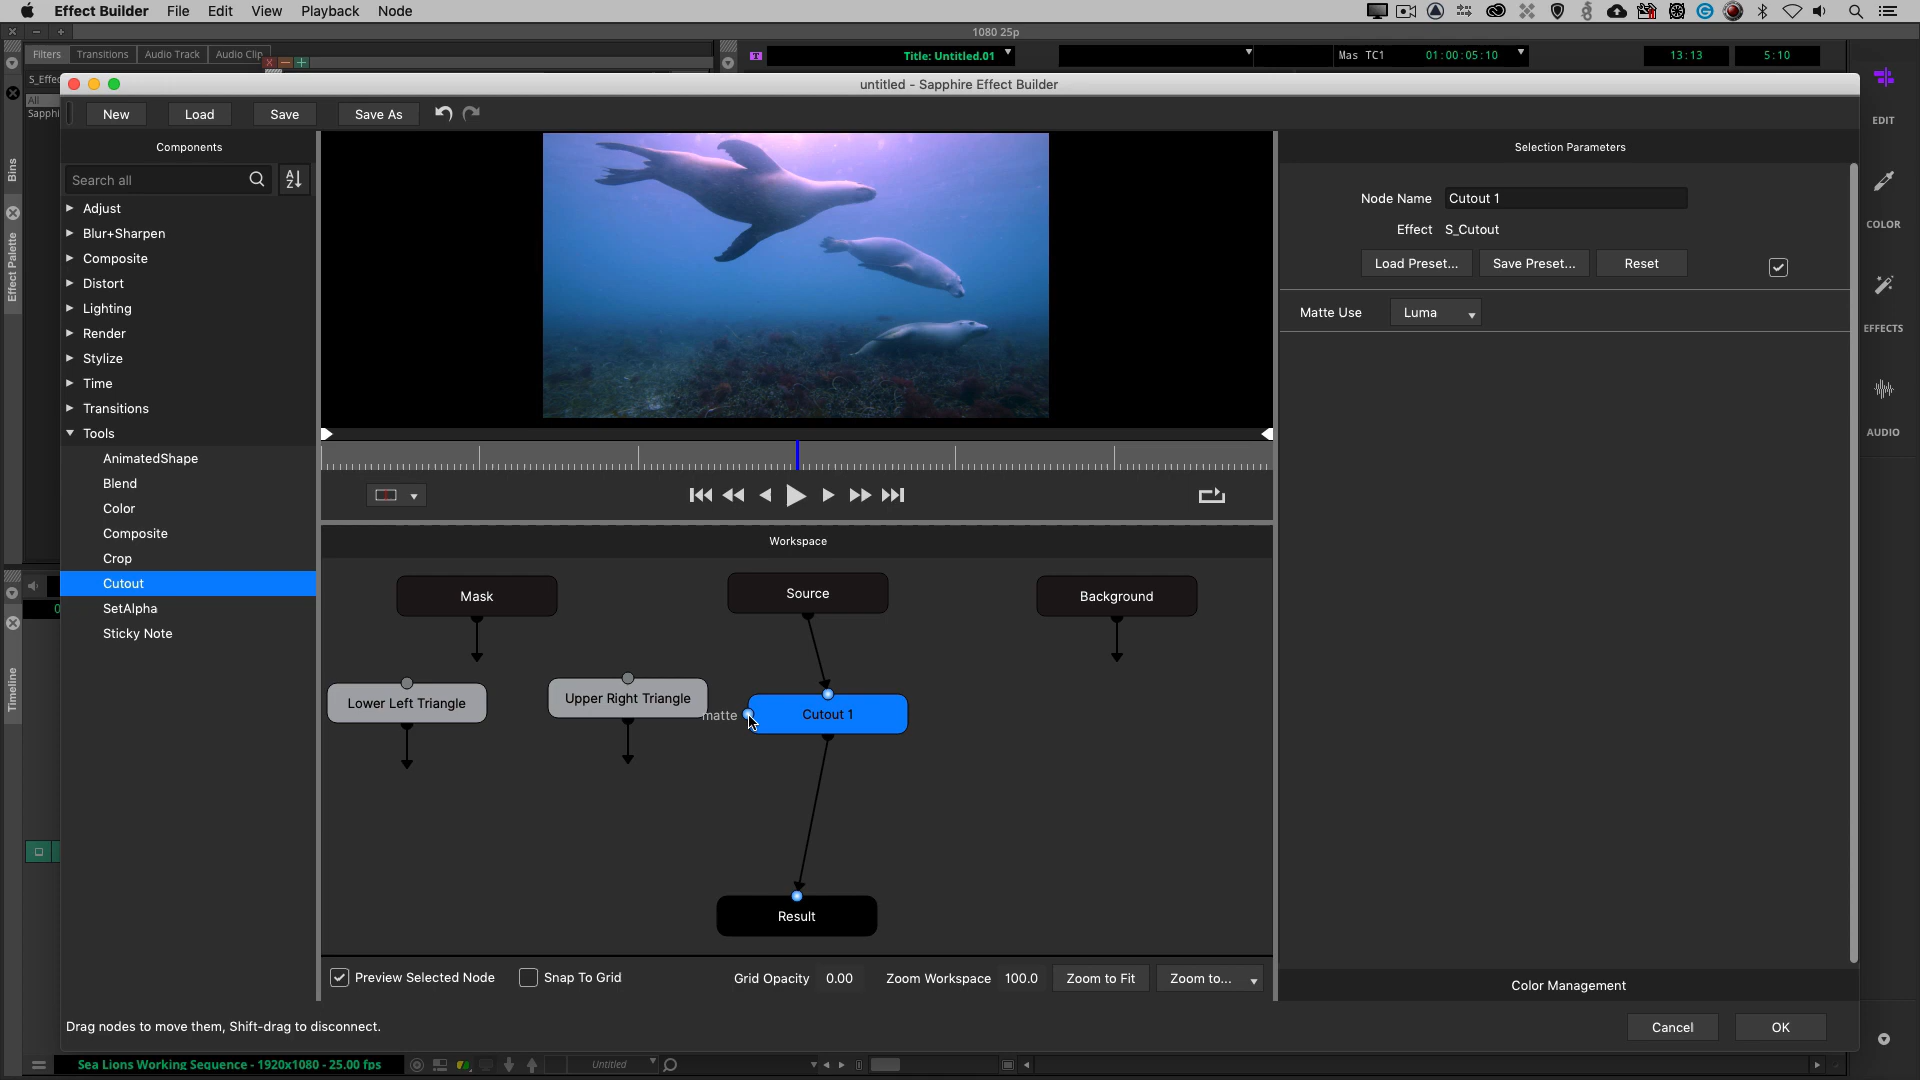 Effect Builder File Edit View Playback Node
1080 25p
Filters Transitions Audio Track Audio Clip
Title: Untitled.01
Mas TC1 01:00:05:10
13:13
5:10
S_Effe
All
Sapphi
untitled - Sapphire Effect Builder
New Load Save Save As
Components
Search all
A Z
Adjust
Blur+Sharpen
Composite
Distort
Lighting
Render
Stylize
Time
Transitions
Tools
AnimatedShape
Blend
Color
Composite
Crop
Cutout
SetAlpha
Sticky Note
Workspace
Mask
Source
Background
Lower Left Triangle
Upper Right Triangle
matte
Cutout 1
Result
Preview Selected Node
Snap To Grid
Grid Opacity 0.00
Zoom Workspace 100.0
Zoom to Fit
Zoom to...
Selection Parameters
Node Name Cutout 1
Effect S_Cutout
Load Preset... Save Preset... Reset
Matte Use Luma
Color Management
Drag nodes to move them, Shift-drag to disconnect.
Cancel OK
Bins
Effect Palette
Timeline
EDIT
COLOR
EFFECTS
AUDIO
Sea Lions Working Sequence - 1920x1080 - 25.00 fps
Untitled